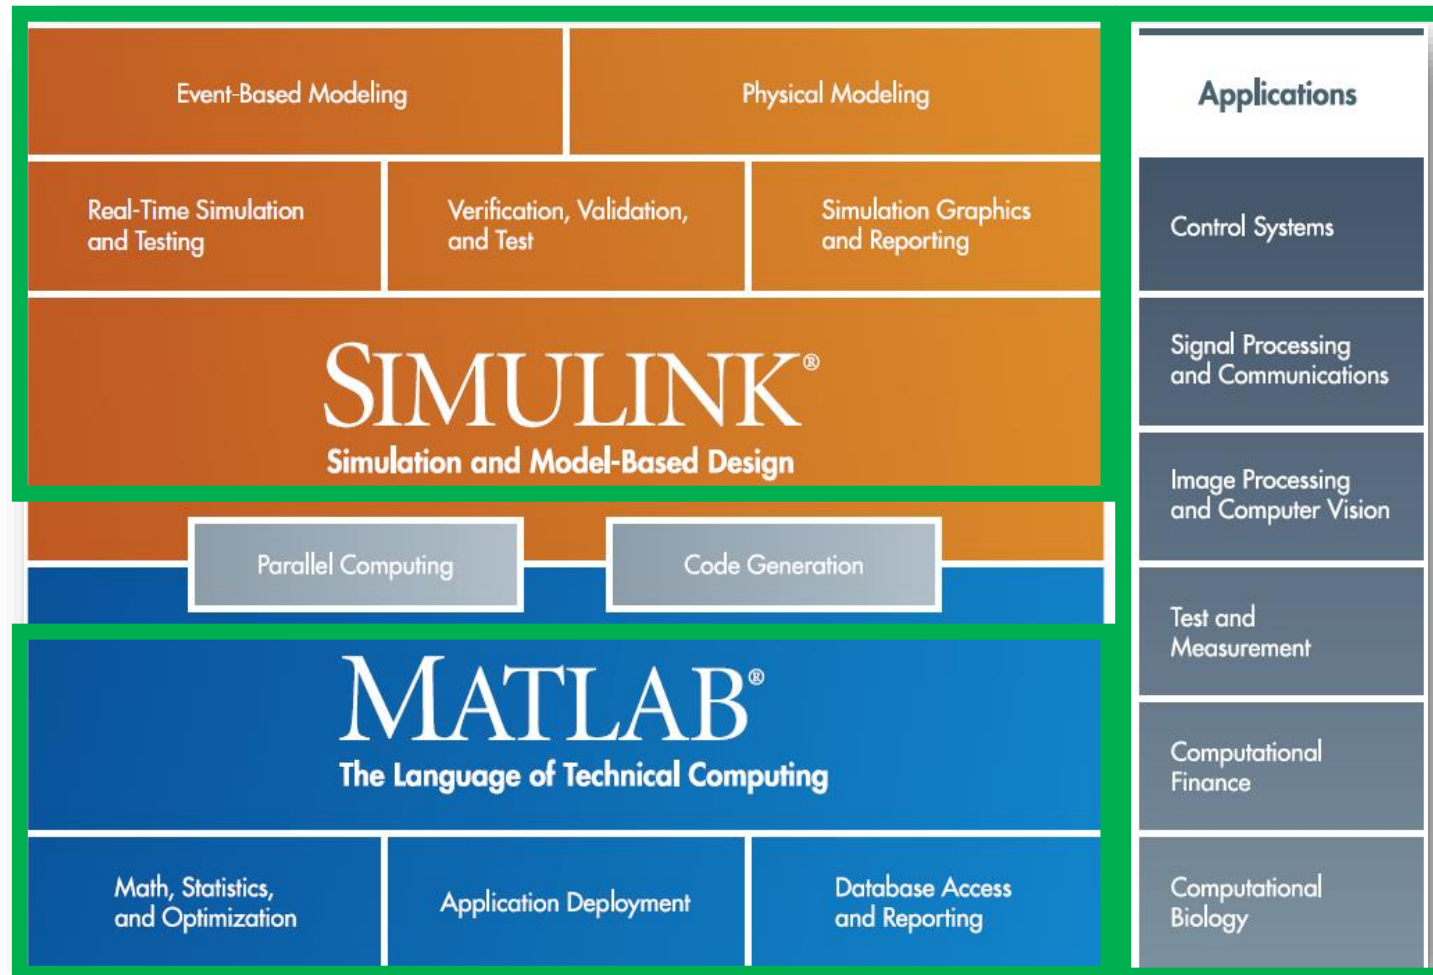 Event-Based Modeling
Physical Modeling
Real-Time Simulation
and Testing
Verification, Validation,
and Test
Simulation Graphics
and Reporting
SIMULINK®
Simulation and Model-Based Design
Parallel Computing
Code Generation
MATLAB®
The Language of Technical Computing
Math, Statistics,
and Optimization
Application Deployment
Database Access
and Reporting
Applications
Control Systems
Signal Processing
and Communications
Image Processing
and Computer Vision
Test and
Measurement
Computational
Finance
Computational
Biology